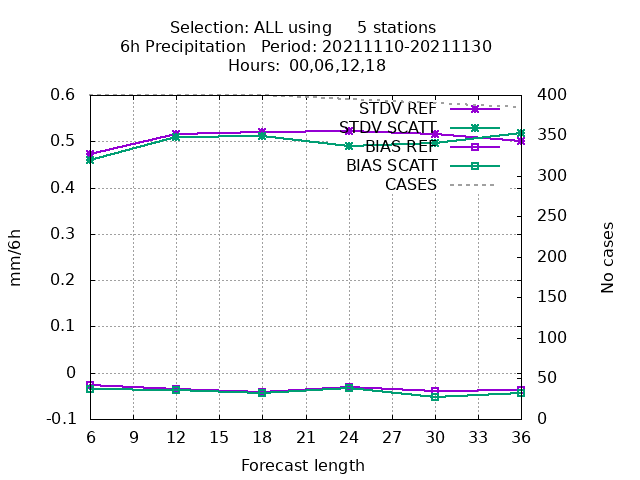 Selection: ALL using     5 stations
6h Precipitation   Period: 20211110-20211130
Hours:  00,06,12,18
0.6
0.5
0.4
0.3
0.2
0.1
0
-0.1
mm/6h
STDV REF
STDV SCATT
BIAS REF
BIAS SCATT
CASES
400
350
300
250
200
150
100
50
0
No cases
6 9 12 15 18 21 24 27 30 33 36
Forecast length